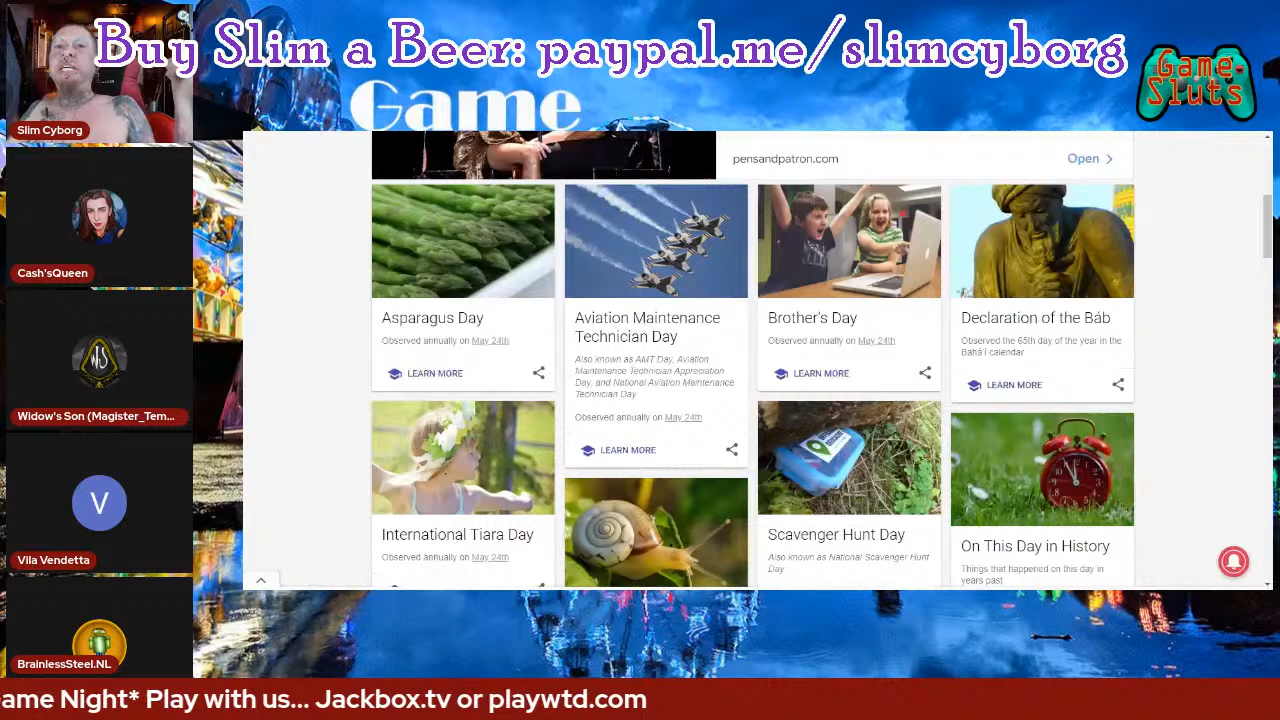 Buy Slim a Beer: paypal.me/slimcyborg
Game
Game-
Sluts
Slim Cyborg
Cash'sQueen
WS
Widow's Son (Magister_Tem...
V
Vila Vendetta
BrainlessSteel.NL
pensandpatron.com
Open
Asparagus Day
Observed annually on May 24th
LEARN MORE
Aviation Maintenance
Technician Day
Also known as AMT Day, Aviation
Maintenance Technician Appreciation
Day, and National Aviation Maintenance
Technician Day
Observed annually on May 24th
LEARN MORE
Brother's Day
Observed annually on May 24th
LEARN MORE
Declaration of the Báb
Observed the 65th day of the year in the
Bahá'í calendar
LEARN MORE
International Tiara Day
Observed annually on May 24th
Scavenger Hunt Day
Also known as National Scavenger Hunt
Day
On This Day in History
Things that happened on this day in
years past
ame Night* Play with us... Jackbox.tv or playwtd.com